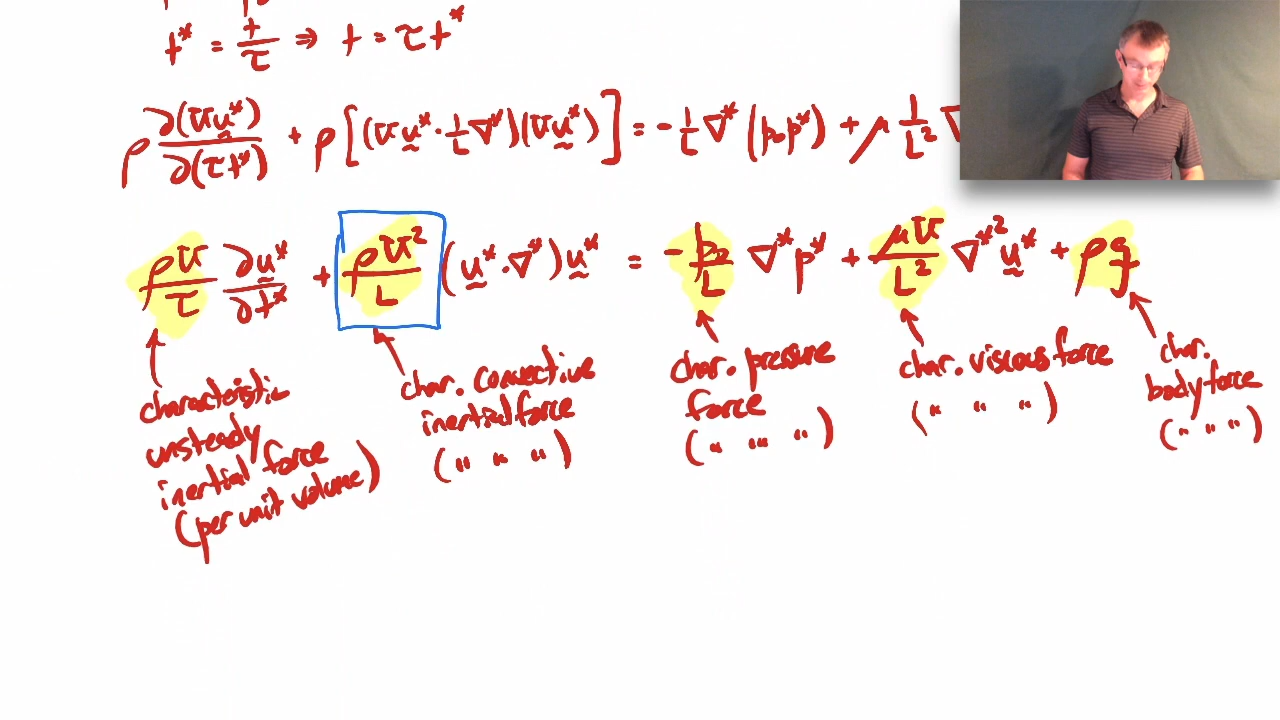 t* = t/τ ⇒ t = τt*
ρ ∂(Uu*)/∂(τt*) + ρ[(Uu*·1/L ∇*)(Uu*)] = -1/L ∇*(p₀p*) + μ 1/L² ∇
ρU/τ ∂u*/∂t* + ρU²/L (u*·∇*)u* = -p₀/L ∇*p* + μU/L² ∇*²u* + ρg
characteristic
unsteady
inertial force
(per unit volume)
char. convective
inertial force
(" " ")
char. pressure
force
(" " ")
char. viscous force
(" " ")
char.
body force
(" " ")